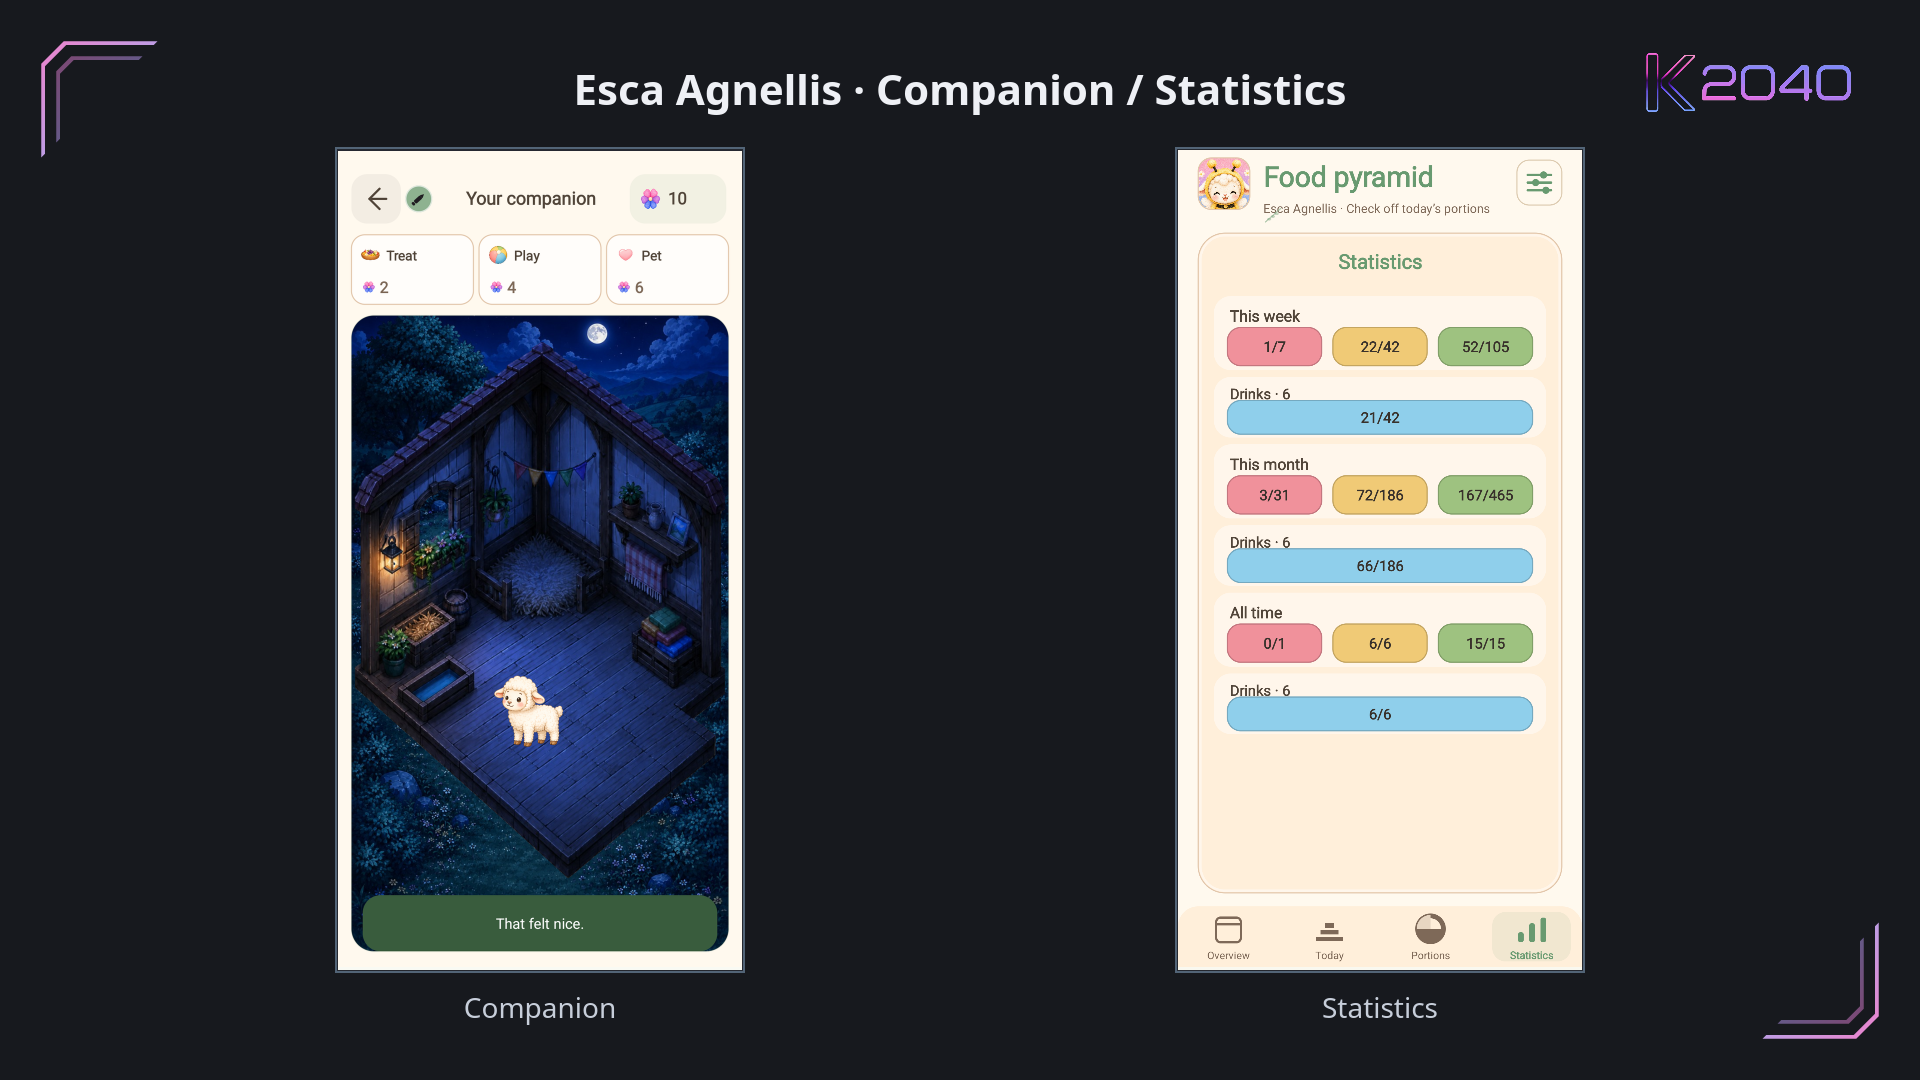 Esca Agnellis · Companion / Statistics
K2040
Your companion
10
Treat
2
Play
4
Pet
6
That felt nice.
Companion
Food pyramid
Esca Agnellis · Check off today's portions
Statistics
This week
1/7 22/42 52/105
Drinks · 6
21/42
This month
3/31 72/186 167/465
Drinks · 6
66/186
All time
0/1 6/6 15/15
Drinks · 6
6/6
Overview Today Portions Statistics
Statistics